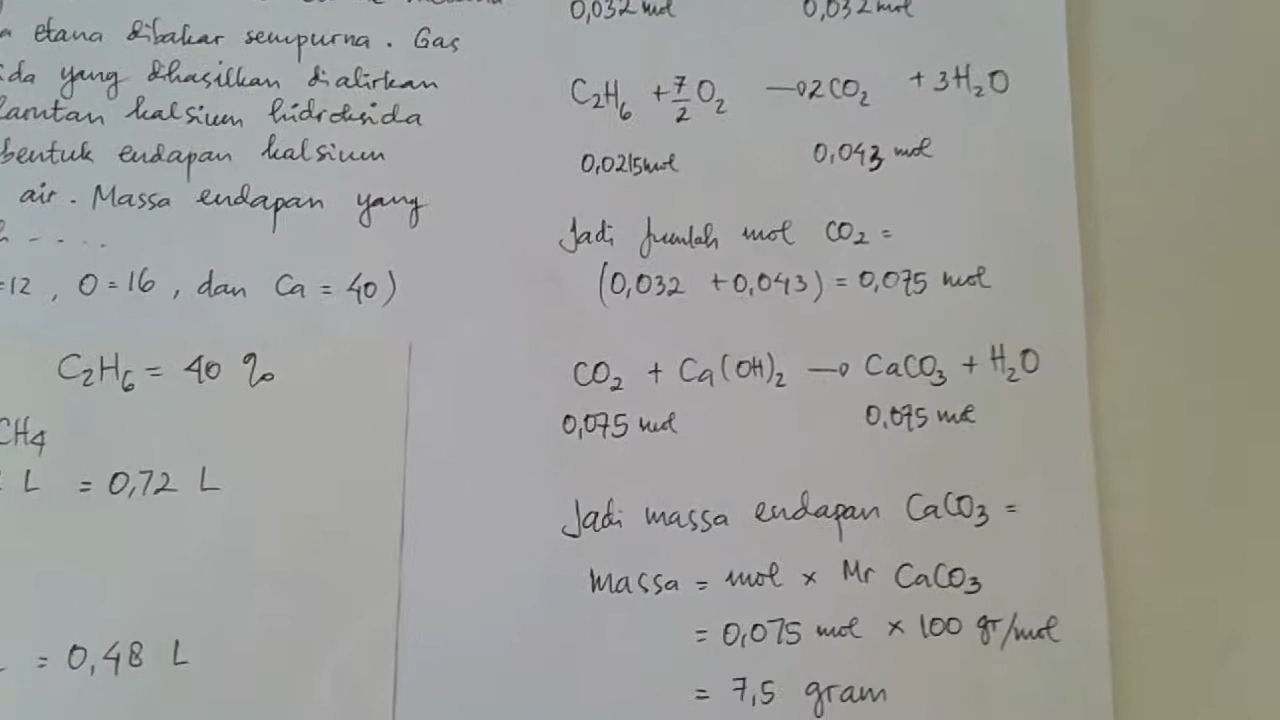 etana dibakar sempurna. Gas
yang dihasilkan dialirkan
kalsium hidroksida
endapan kalsium
air. Massa endapan yang
....
=12, O=16, dan Ca = 40)
C₂H₆ = 40 %
CH₄
L = 0,72 L
= 0,48 L
0,032 mol 0,032 mol
C₂H₆ + 7/2 O₂ → 2CO₂ + 3H₂O
0,0215 mol 0,043 mol
Jadi Jumlah mol CO₂ =
(0,032 + 0,043) = 0,075 mol
CO₂ + Ca(OH)₂ → CaCO₃ + H₂O
0,075 mol 0,075 mol
Jadi massa endapan CaCO₃ =
massa = mol × Mr CaCO₃
= 0,075 mol × 100 gr/mol
= 7,5 gram